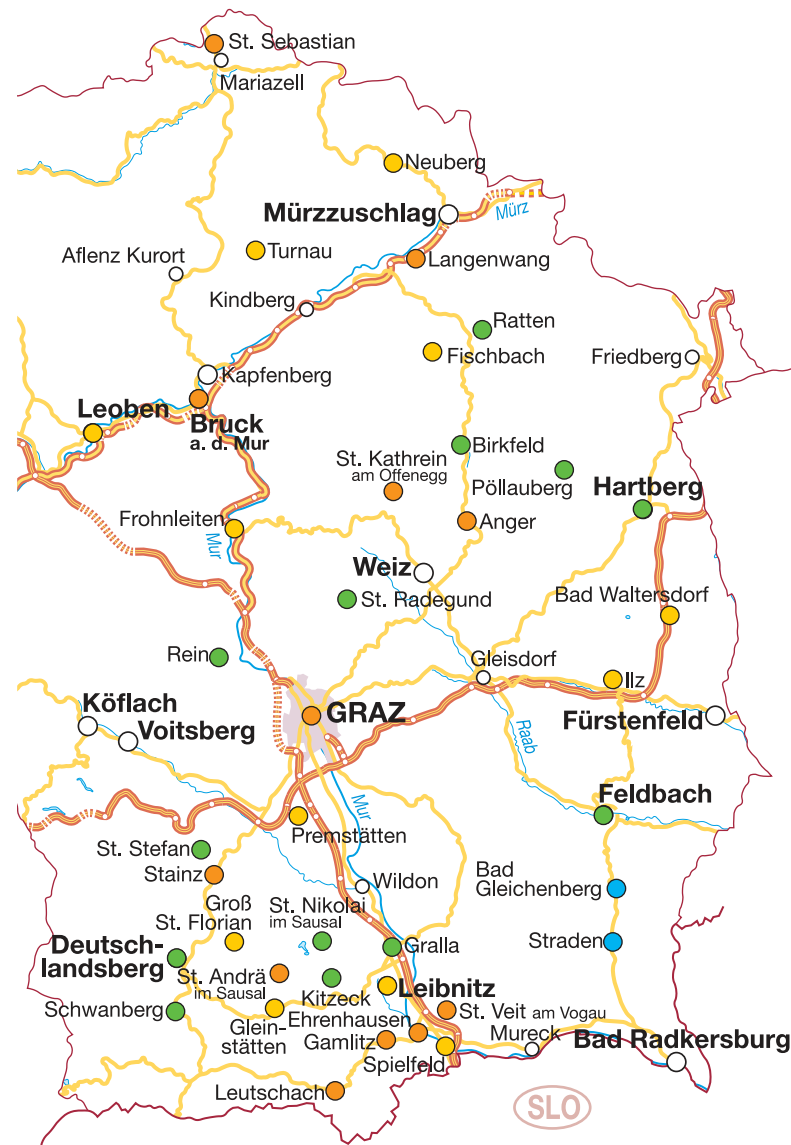 St. Sebastian
Mariazell
Neuberg
Mürzzuschlag
Mürz
Aflenz Kurort
Turnau
Langenwang
Kindberg
Ratten
Fischbach
Friedberg
Kapfenberg
Leoben
Bruck
a. d. Mur
Birkfeld
St. Kathrein
am Offenegg
Pöllauberg
Hartberg
Frohnleiten
Anger
Mur
Weiz
St. Radegund
Bad Waltersdorf
Rein
Gleisdorf
Ilz
Köflach
Voitsberg
GRAZ
Fürstenfeld
Raab
Feldbach
Mur
Premstätten
St. Stefan
Stainz
Wildon
Bad
Gleichenberg
Groß
St. Florian
St. Nikolai
im Sausal
Straden
Deutsch-
landsberg
Gralla
St. Andrä
im Sausal
Kitzeck
Leibnitz
Schwanberg
Glein-
stätten
Ehrenhausen
St. Veit am Vogau
Gamlitz
Mureck
Bad Radkersburg
Spielfeld
Leutschach
SLO